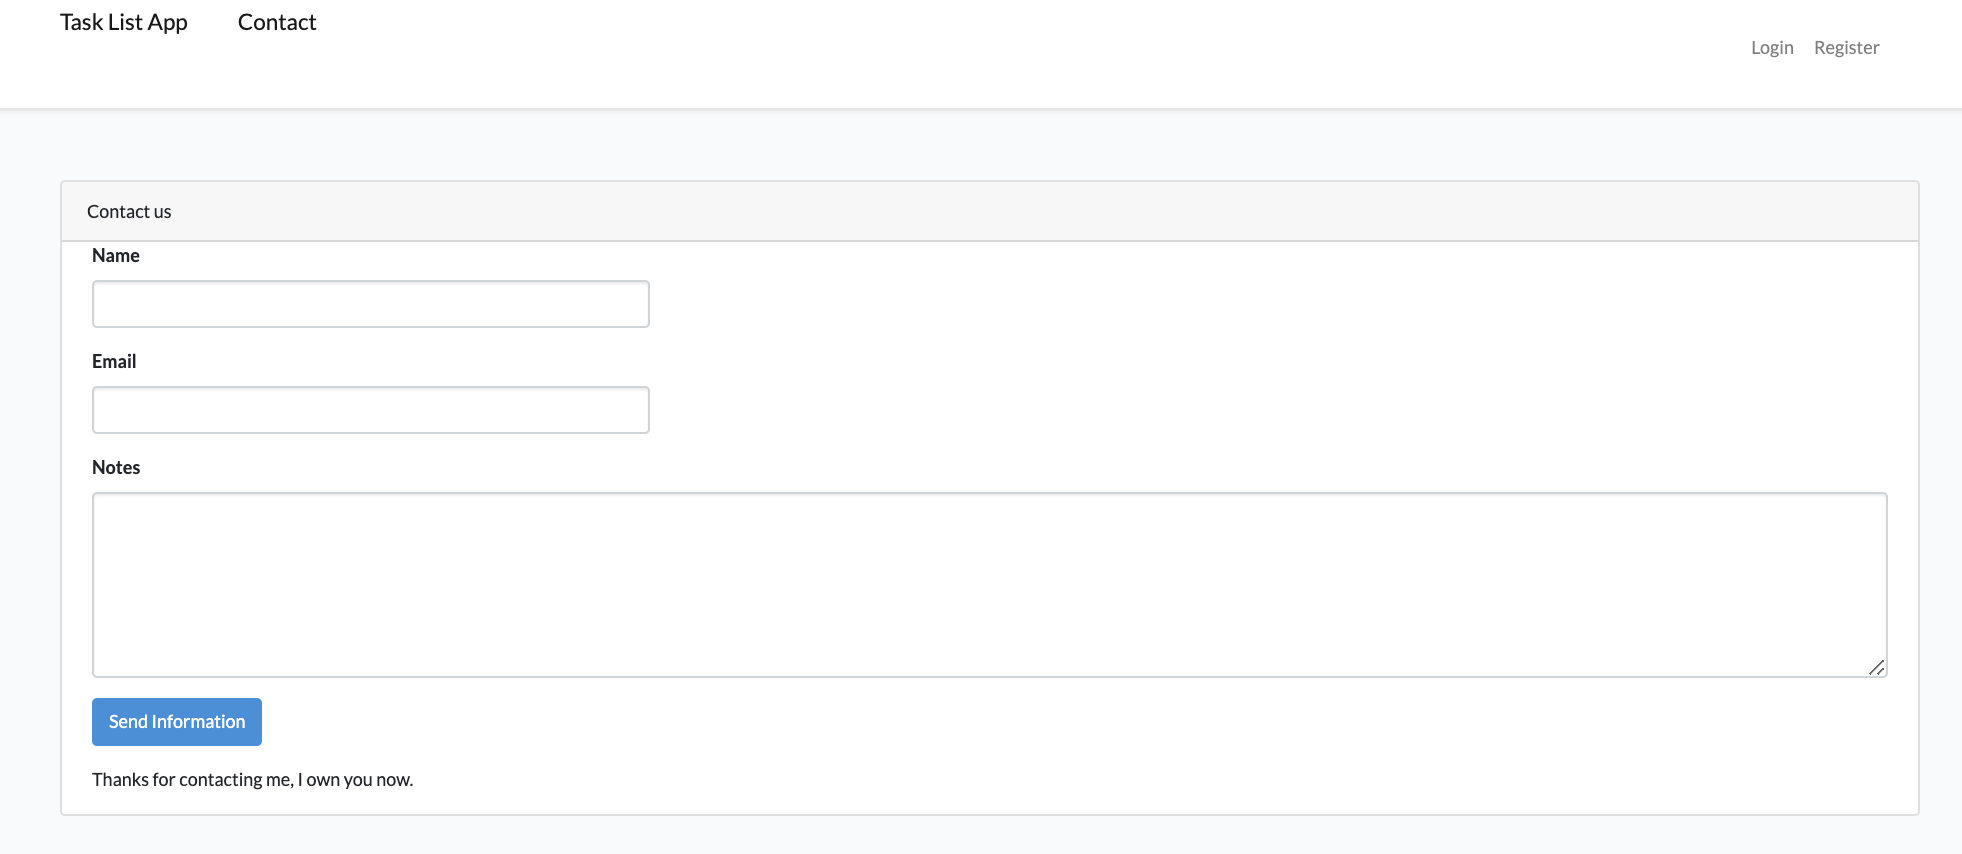 Task List App Contact
Login Register
Contact us
Name
Email
Notes
Send Information
Thanks for contacting me, I own you now.